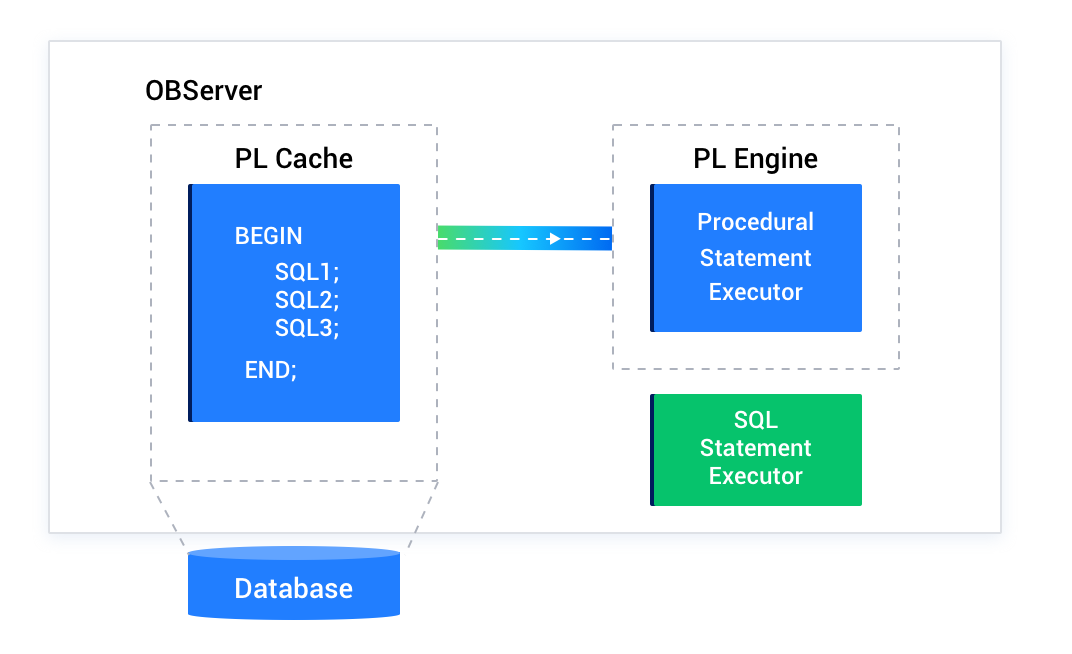 OBServer
PL Cache
BEGIN
SQL1;
SQL2;
SQL3;
END;
PL Engine
Procedural
Statement
Executor
SQL
Statement
Executor
Database